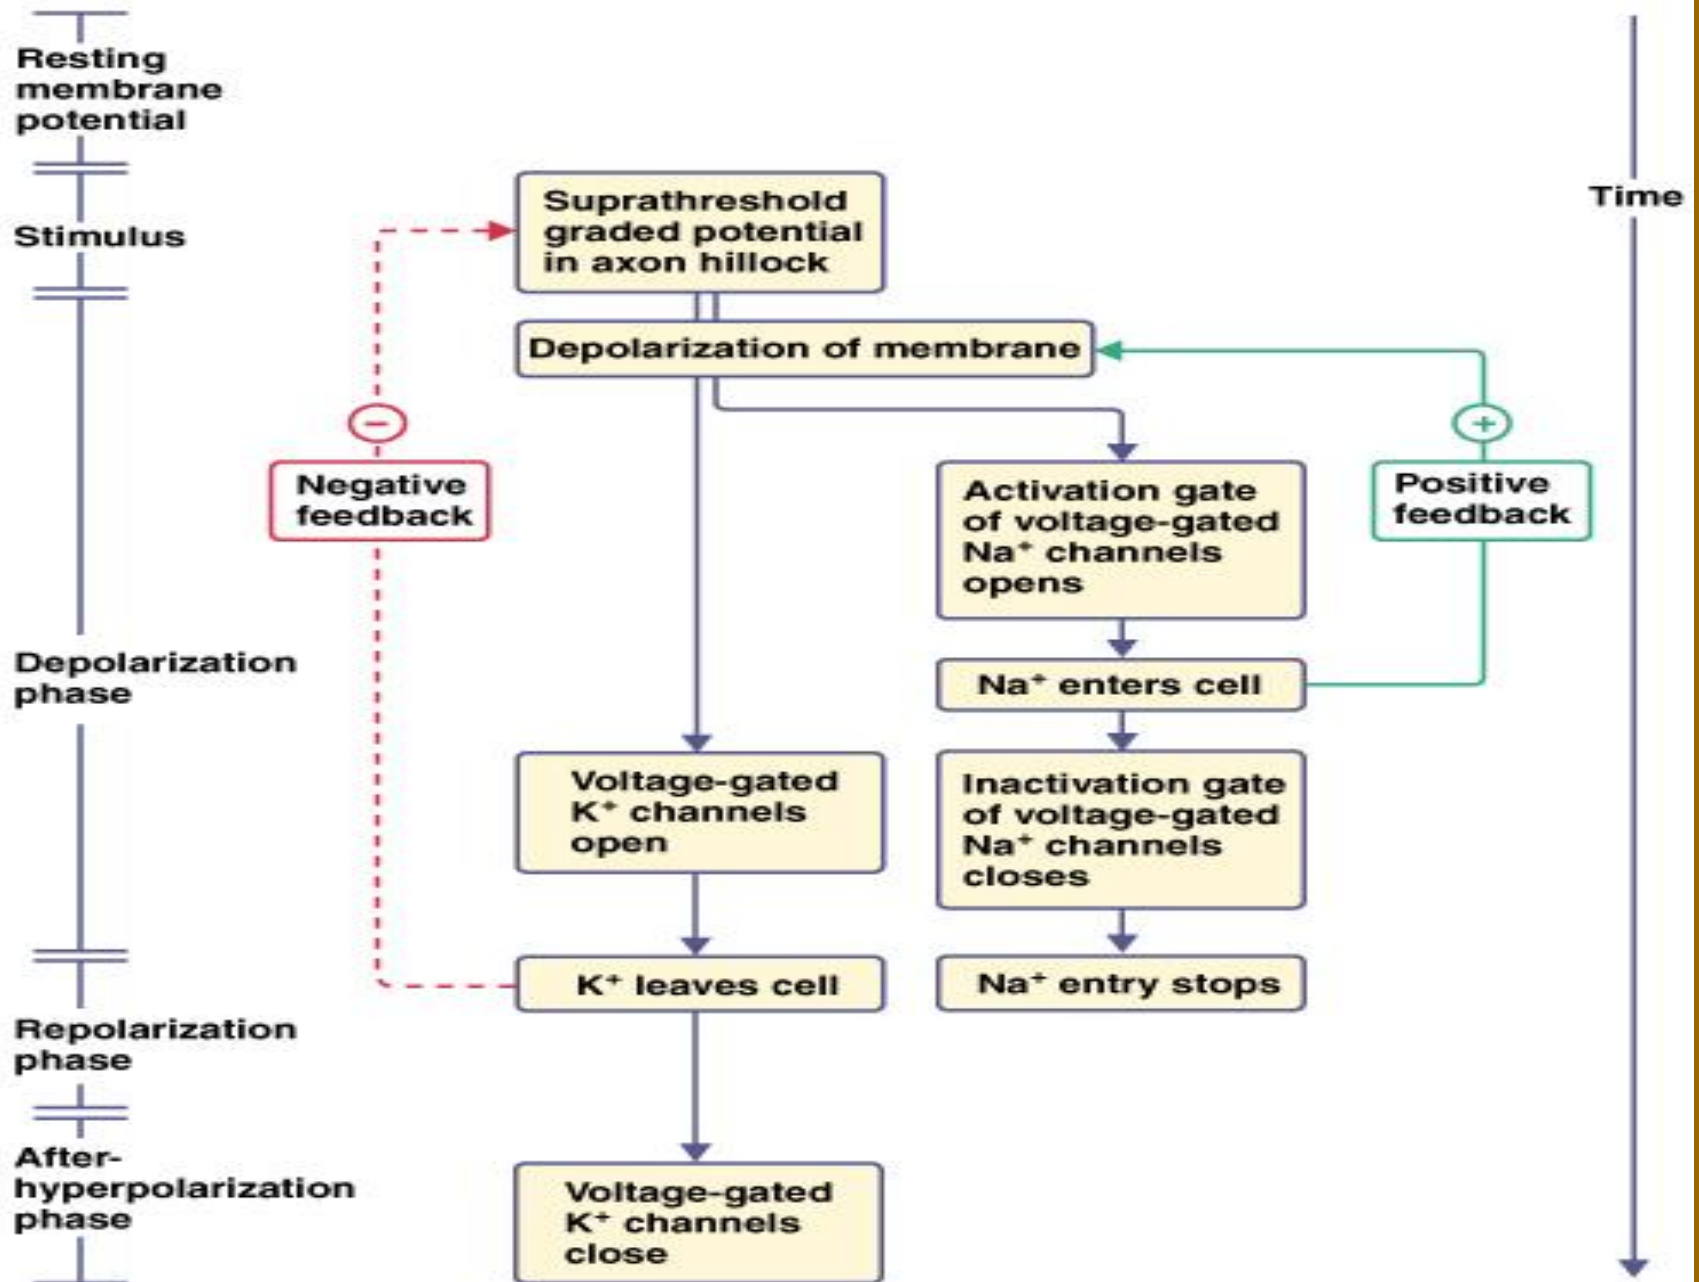 Resting
membrane
potential
Time
Suprathreshold
graded potential
in axon hillock
Stimulus
Depolarization of membrane
−
+
Negative
feedback
Activation gate
of voltage-gated
Na⁺ channels
opens
Positive
feedback
Depolarization
phase
Na⁺ enters cell
Voltage-gated
K⁺ channels
open
Inactivation gate
of voltage-gated
Na⁺ channels
closes
K⁺ leaves cell
Na⁺ entry stops
Repolarization
phase
After-
hyperpolarization
phase
Voltage-gated
K⁺ channels
close